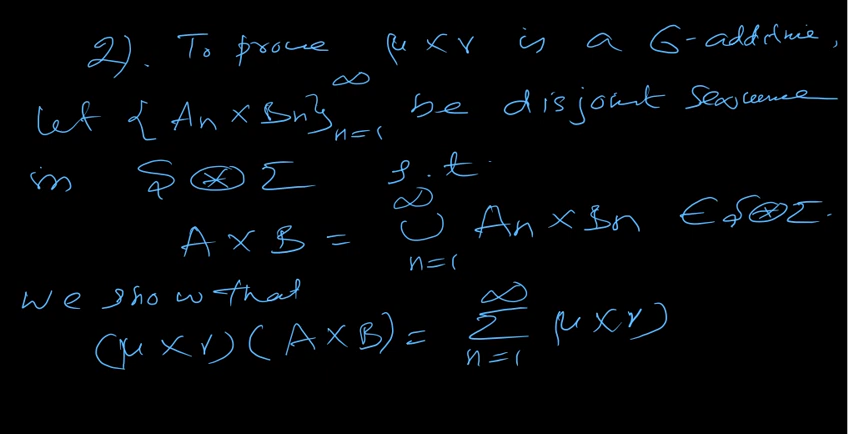 2). To prove μ × ν is a σ-additive,
let {An × Bn}_{n=1}^∞ be disjoint sequence
in S ⊛ Σ s.t.
A × B = ∪_{n=1}^∞ An × Bn ∈ S ⊛ Σ.
we show that
(μ × ν) (A × B) = Σ_{n=1}^∞ μ × ν)